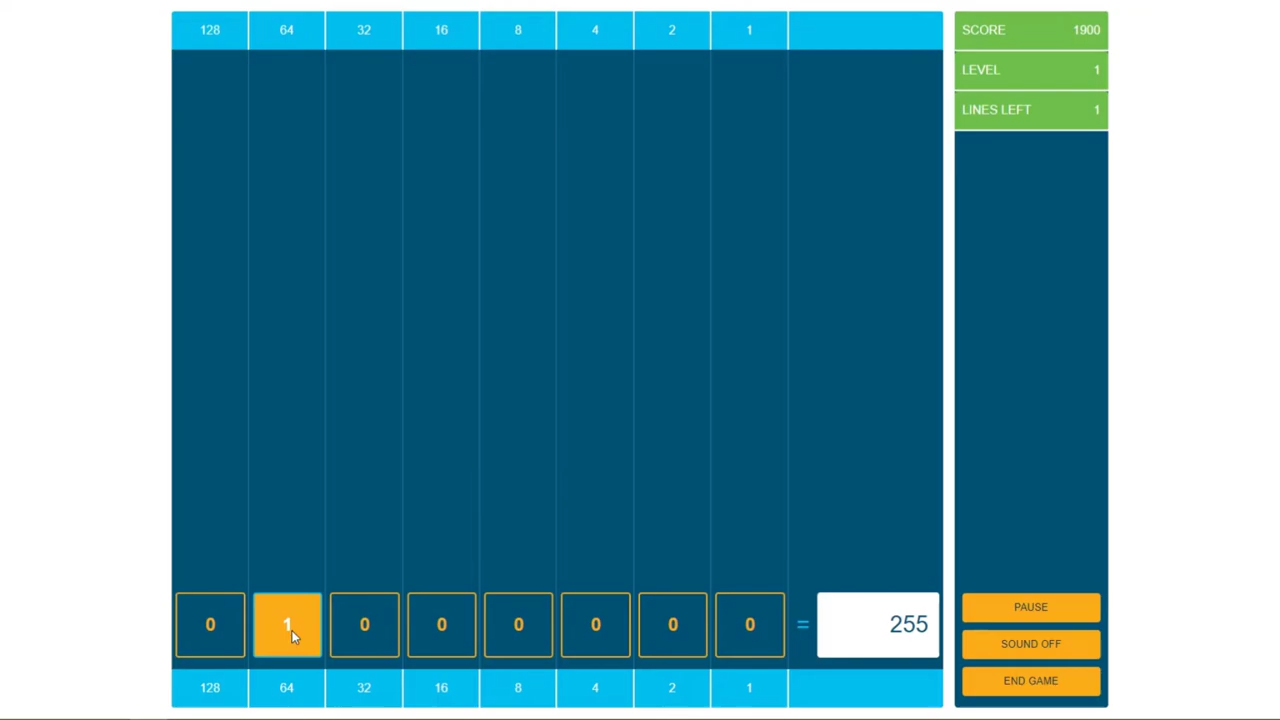 128 64 32 16 8 4 2 1
SCORE 1900
LEVEL 1
LINES LEFT 1
0 1 0 0 0 0 0 0 = 255
128 64 32 16 8 4 2 1
PAUSE
SOUND OFF
END GAME